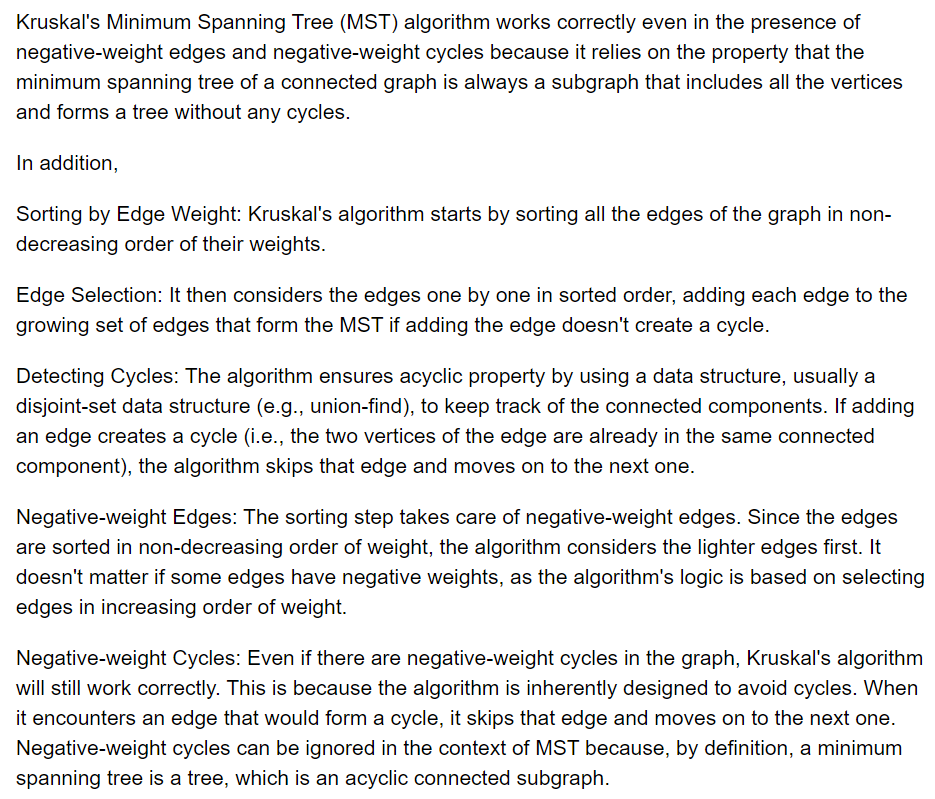 Kruskal's Minimum Spanning Tree (MST) algorithm works correctly even in the presence of
negative-weight edges and negative-weight cycles because it relies on the property that the
minimum spanning tree of a connected graph is always a subgraph that includes all the vertices
and forms a tree without any cycles.
In addition,
Sorting by Edge Weight: Kruskal's algorithm starts by sorting all the edges of the graph in non-
decreasing order of their weights.
Edge Selection: It then considers the edges one by one in sorted order, adding each edge to the
growing set of edges that form the MST if adding the edge doesn't create a cycle.
Detecting Cycles: The algorithm ensures acyclic property by using a data structure, usually a
disjoint-set data structure (e.g., union-find), to keep track of the connected components. If adding
an edge creates a cycle (i.e., the two vertices of the edge are already in the same connected
component), the algorithm skips that edge and moves on to the next one.
Negative-weight Edges: The sorting step takes care of negative-weight edges. Since the edges
are sorted in non-decreasing order of weight, the algorithm considers the lighter edges first. It
doesn't matter if some edges have negative weights, as the algorithm's logic is based on selecting
edges in increasing order of weight.
Negative-weight Cycles: Even if there are negative-weight cycles in the graph, Kruskal's algorithm
will still work correctly. This is because the algorithm is inherently designed to avoid cycles. When
it encounters an edge that would form a cycle, it skips that edge and moves on to the next one.
Negative-weight cycles can be ignored in the context of MST because, by definition, a minimum
spanning tree is a tree, which is an acyclic connected subgraph.